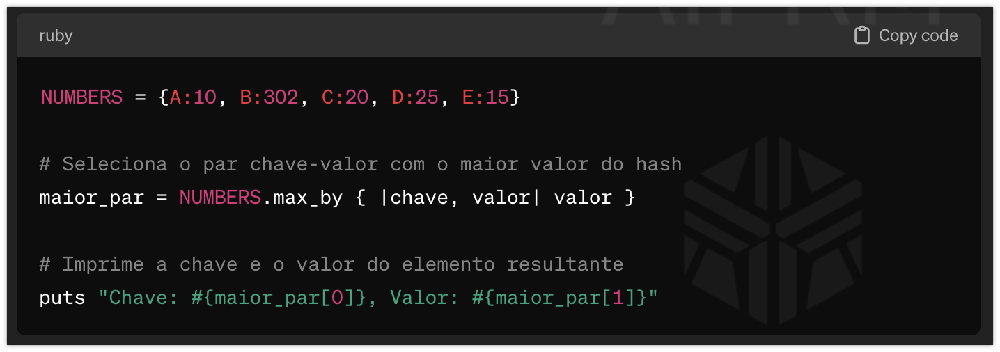 ruby
Copy code
NUMBERS = {A:10, B:302, C:20, D:25, E:15}
# Seleciona o par chave-valor com o maior valor do hash
maior_par = NUMBERS.max_by { |chave, valor| valor }
# Imprime a chave e o valor do elemento resultante
puts "Chave: #{maior_par[0]}, Valor: #{maior_par[1]}"